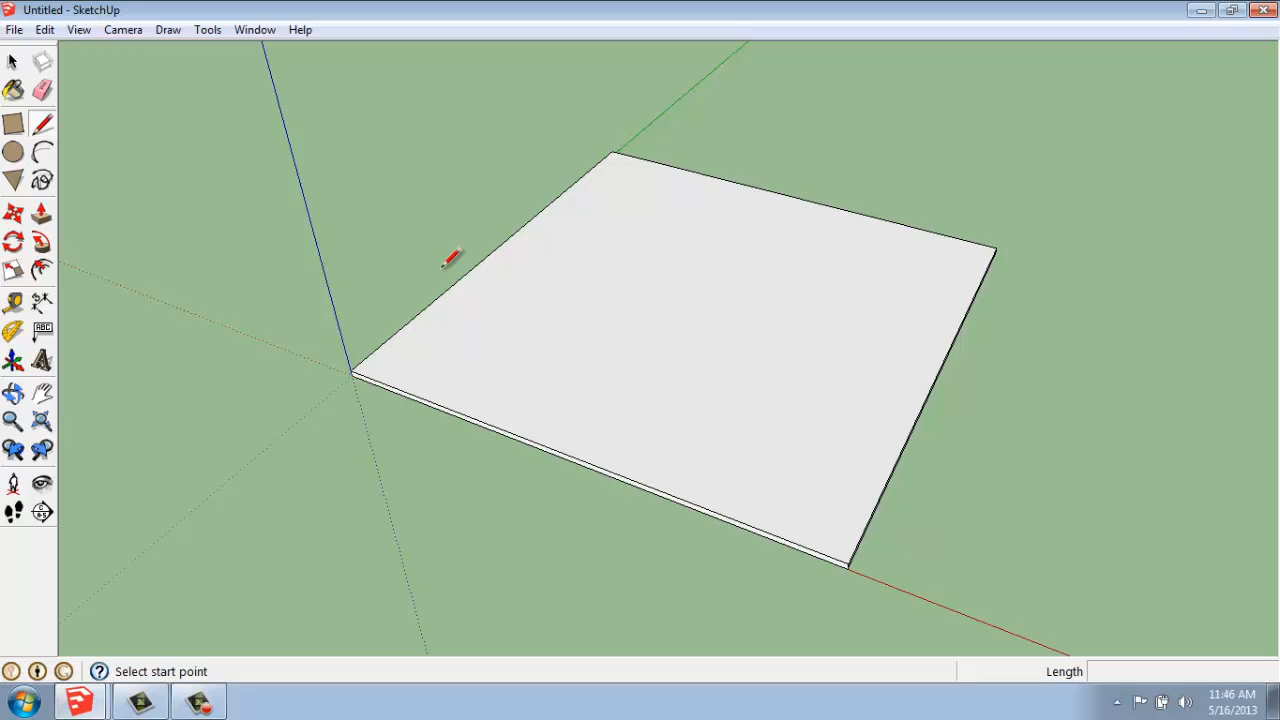 Untitled - SketchUp
File Edit View Camera Draw Tools Window Help
ABC
Select start point
Length
11:46 AM
5/16/2013